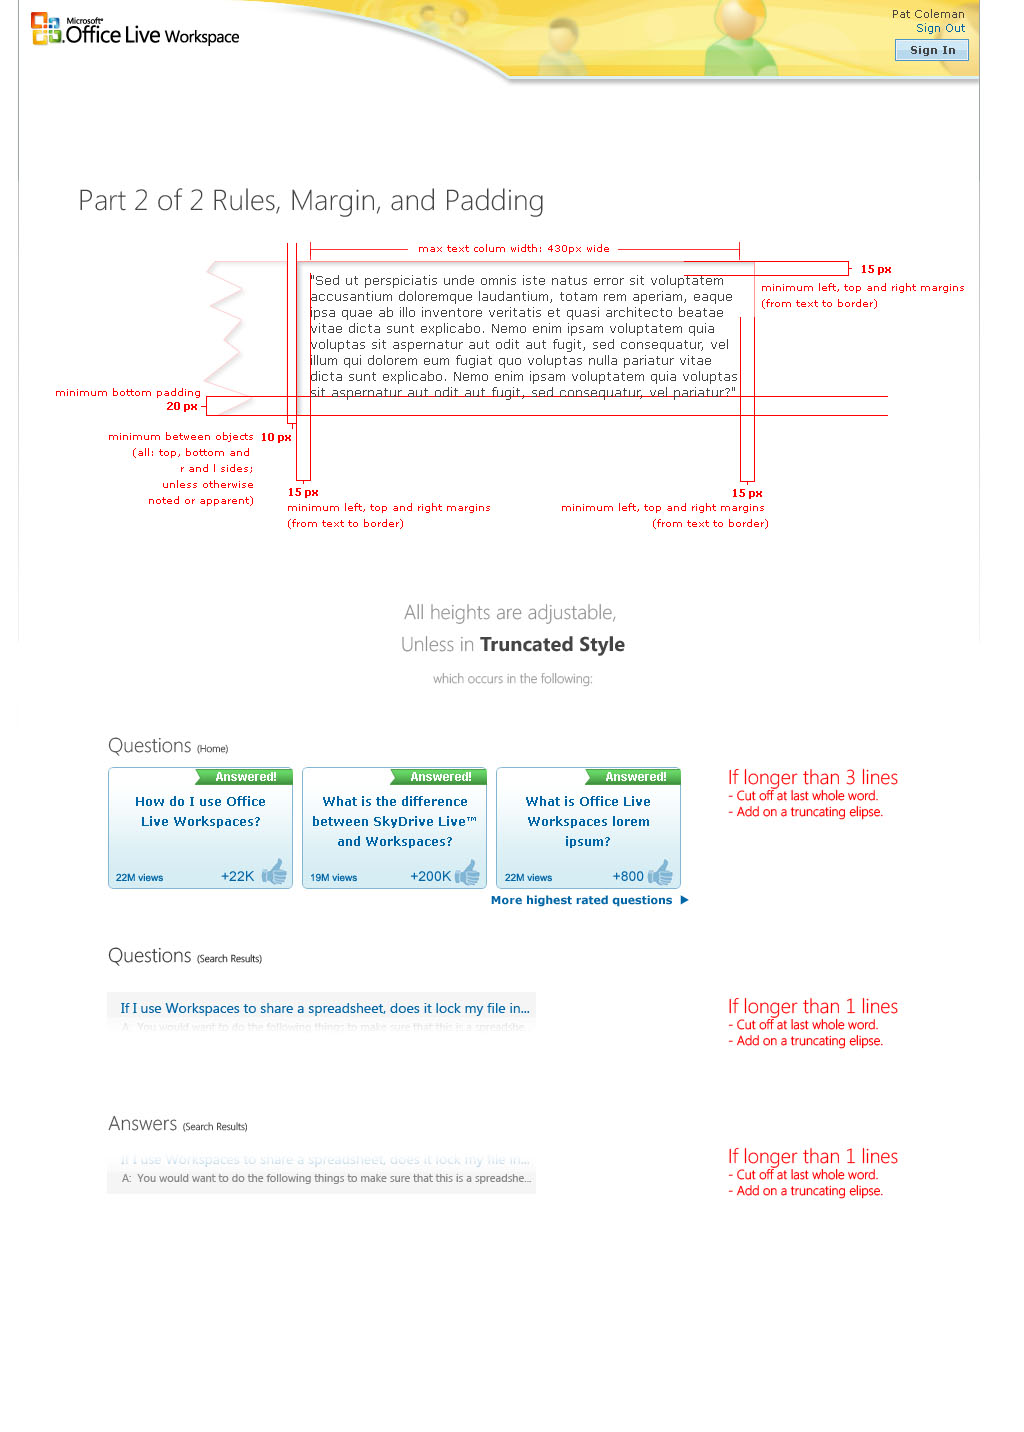 Microsoft®
Office Live Workspace
Pat Coleman
Sign Out
Sign In
Part 2 of 2 Rules, Margin, and Padding
max text colum width: 430px wide
15 px
minimum left, top and right margins
(from text to border)
"Sed ut perspiciatis unde omnis iste natus error sit voluptatem
accusantium doloremque laudantium, totam rem aperiam, eaque
ipsa quae ab illo inventore veritatis et quasi architecto beatae
vitae dicta sunt explicabo. Nemo enim ipsam voluptatem quia
voluptas sit aspernatur aut odit aut fugit, sed consequatur, vel
illum qui dolorem eum fugiat quo voluptas nulla pariatur vitae
dicta sunt explicabo. Nemo enim ipsam voluptatem quia voluptas
sit aspernatur aut odit aut fugit, sed consequatur, vel pariatur?"
minimum bottom padding
20 px
minimum between objects
(all: top, bottom and
r and l sides;
unless otherwise
noted or apparent)
10 px
15 px
minimum left, top and right margins
(from text to border)
15 px
minimum left, top and right margins
(from text to border)
All heights are adjustable,
Unless in Truncated Style
which occurs in the following:
Questions (Home)
Answered!
How do I use Office
Live Workspaces?
22M views
+22K
Answered!
What is the difference
between SkyDrive Live™
and Workspaces?
19M views
+200K
Answered!
What is Office Live
Workspaces lorem
ipsum?
22M views
+800
More highest rated questions
If longer than 3 lines
- Cut off at last whole word.
- Add on a truncating elipse.
Questions (Search Results)
If I use Workspaces to share a spreadsheet, does it lock my file in...
A: You would want to do the following things to make sure that this is a spreadshe...
If longer than 1 lines
- Cut off at last whole word.
- Add on a truncating elipse.
Answers (Search Results)
If I use Workspaces to share a spreadsheet, does it lock my file in...
A: You would want to do the following things to make sure that this is a spreadshe...
If longer than 1 lines
- Cut off at last whole word.
- Add on a truncating elipse.